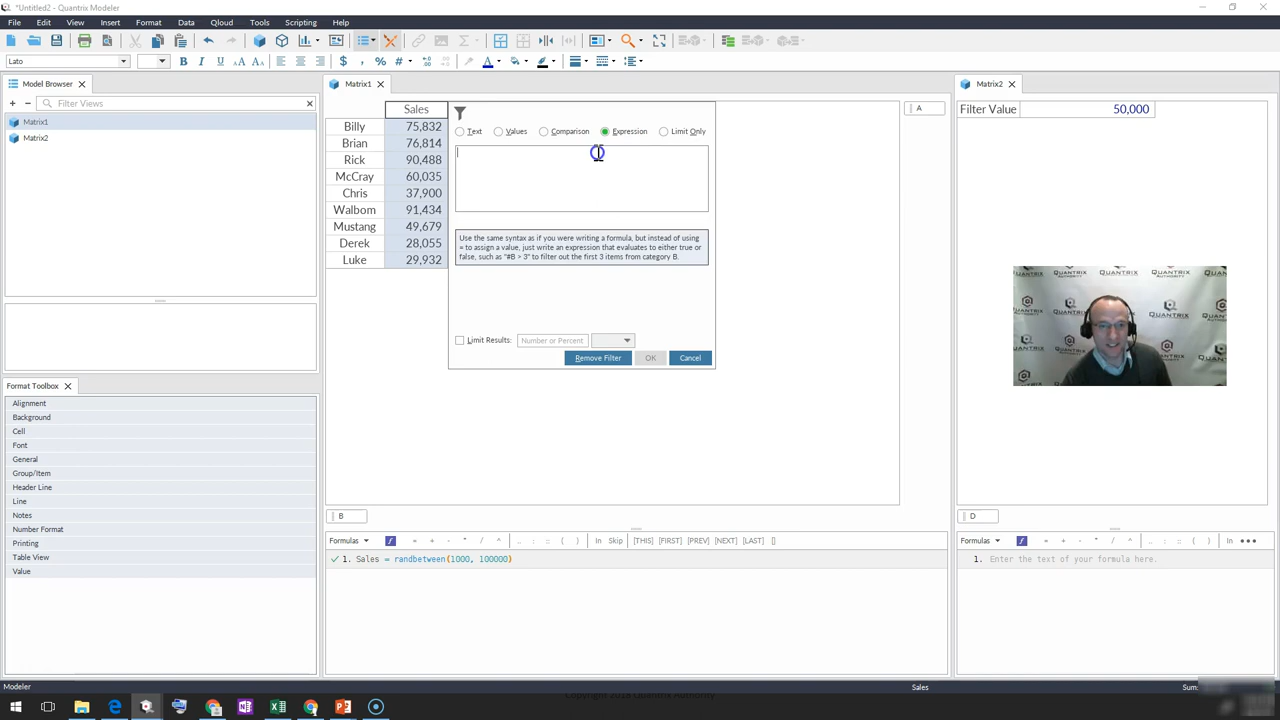 *Untitled2 - Quantrix Modeler
File Edit View Insert Format Data Qloud Tools Scripting Help
Lato B I U A A $ , % #
Model Browser
Filter Views
Matrix1
Matrix2
Format Toolbox
Alignment
Background
Cell
Font
General
Group/Item
Header Line
Line
Notes
Number Format
Printing
Table View
Value
Matrix1
Sales
Billy 75,832
Brian 76,814
Rick 90,488
McCray 60,035
Chris 37,900
Walbom 91,434
Mustang 49,679
Derek 28,055
Luke 29,932
Text Values Comparison Expression Limit Only
Use the same syntax as if you were writing a formula, but instead of using
= to assign a value, just write an expression that evaluates to either true or
false, such as "#B > 3" to filter out the first 3 items from category B.
Limit Results: Number or Percent
Remove Filter OK Cancel
A
B
Formulas f = + - * / ^ .. : :: ( ) In Skip [THIS] [FIRST] [PREV] [NEXT] [LAST] []
1. Sales = randbetween(1000, 100000)
Matrix2
Filter Value 50,000
QUANTRIX
AUTHORITY
D
Formulas f = + - * / ^ .. : :: ( ) In
1. Enter the text of your formula here.
Modeler Sales Sum:
Copyright 2018 Quantrix Authority